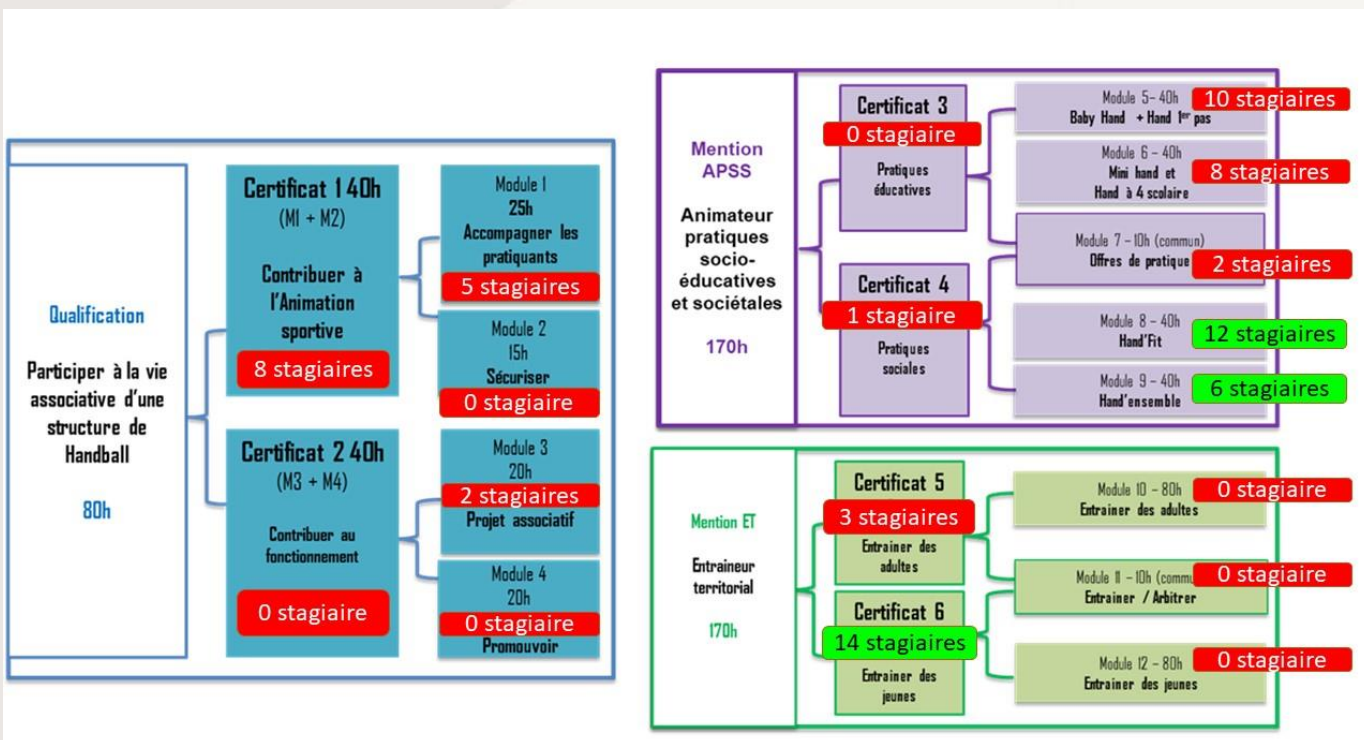 Qualification
Participer à la vie
associative d'une
structure de
Handball
80h
Certificat 1 40h
(M1 + M2)
Contribuer à
l'Animation
sportive
8 stagiaires
Module 1
25h
Accompagner les
pratiquants
5 stagiaires
Module 2
15h
Sécuriser
0 stagiaire
Certificat 2 40h
(M3 + M4)
Contribuer au
fonctionnement
0 stagiaire
Module 3
20h
2 stagiaires
Projet associatif
Module 4
20h
0 stagiaire
Promouvoir
Mention
APSS
Animateur
pratiques
socio-
éducatives
et sociétales
170h
Certificat 3
0 stagiaire
Pratiques
éducatives
Certificat 4
1 stagiaire
Pratiques
sociales
Module 5- 40h
10 stagiaires
Baby Hand + Hand 1er pas
Module 6 - 40h
Mini hand et
8 stagiaires
Hand à 4 scolaire
Module 7 - 10h (commun)
Offres de pratique
2 stagiaires
Module 8 - 40h
Hand'Fit
12 stagiaires
Module 9 - 40h
Hand'ensemble
6 stagiaires
Mention ET
Entraineur
territorial
170h
Certificat 5
3 stagiaires
Entrainer des
adultes
Certificat 6
14 stagiaires
Entrainer des
jeunes
Module 10 - 80h
0 stagiaire
Entrainer des adultes
Module 11 - 10h (commu
0 stagiaire
Entrainer / Arbitrer
Module 12 - 80h
0 stagiaire
Entrainer des jeunes